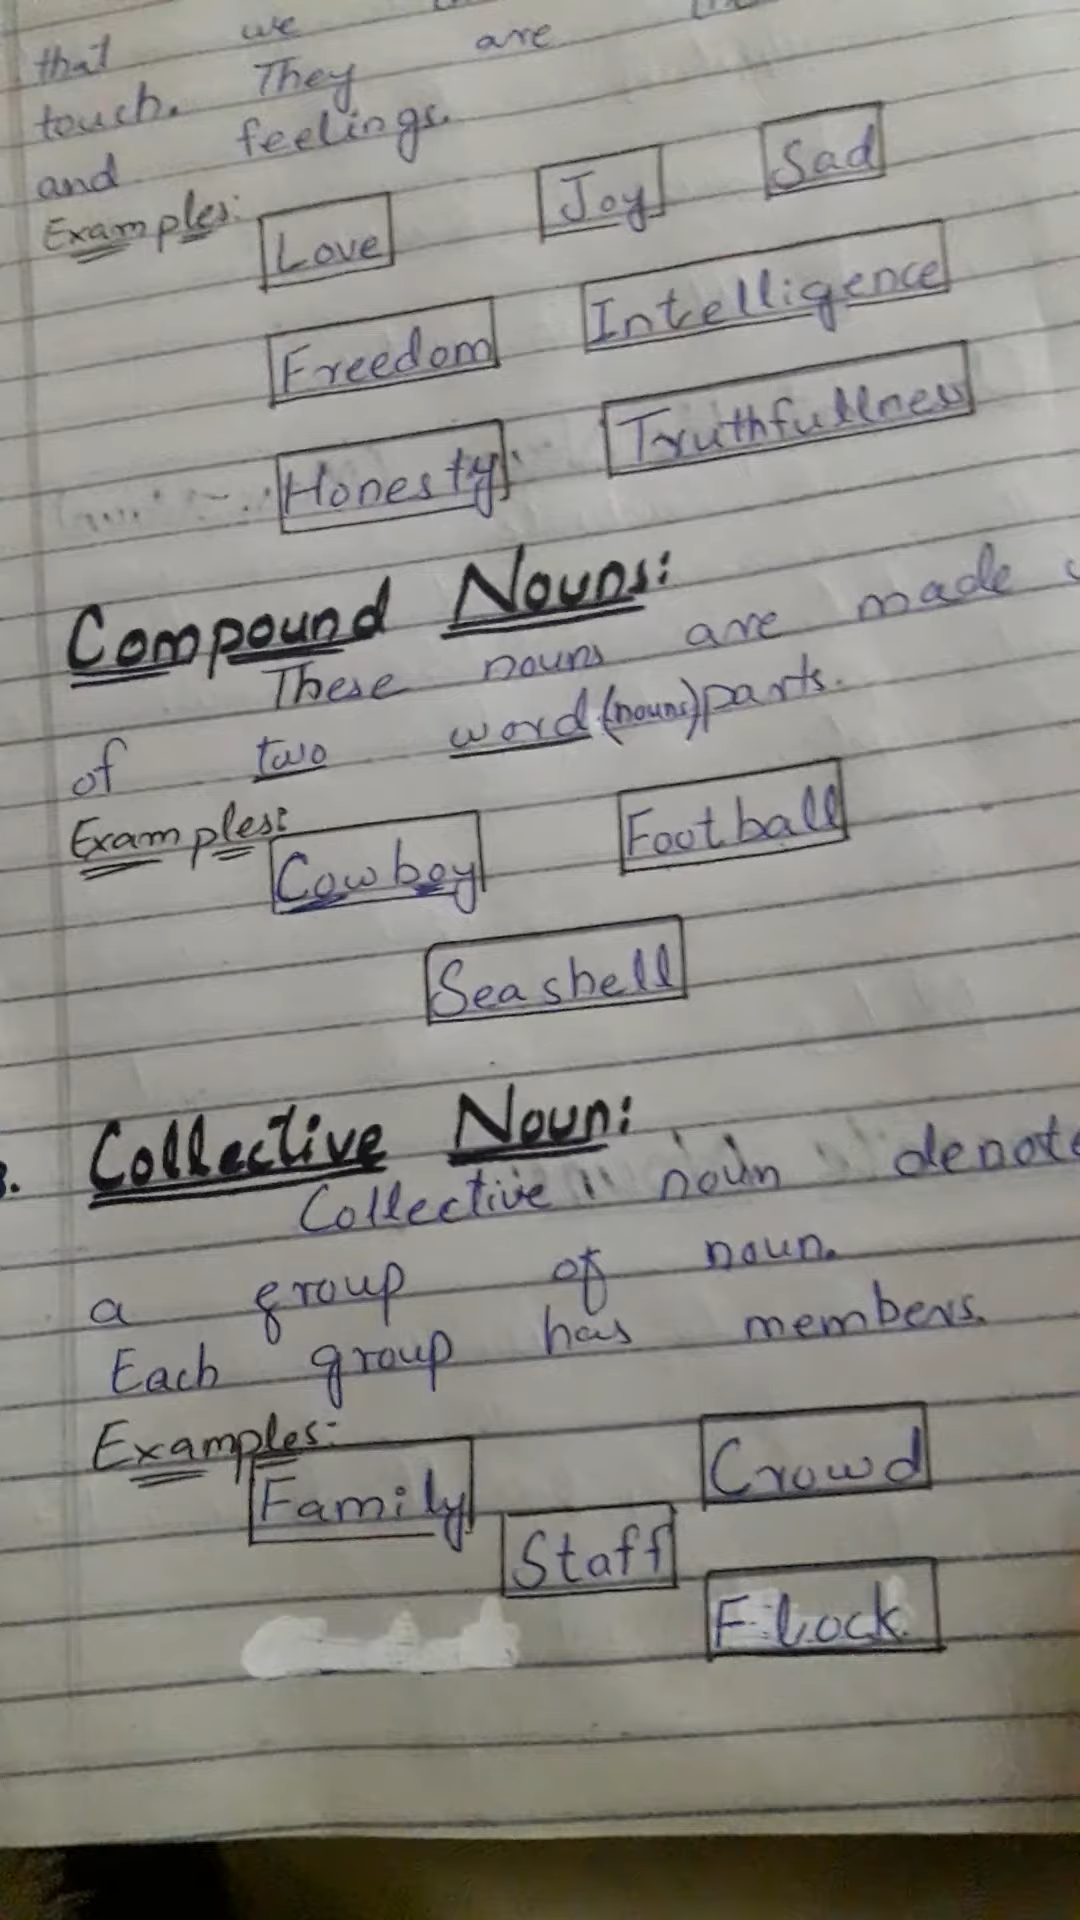 that we
touch. They are
and feelings.
Examples:
Love Joy Sad
Freedom Intelligence
Honesty Truthfullness
Compound Nouns:
These nouns are made
of two word (nouns) parts.
Examples:
Cowboy Football
Seashell
3. Collective Noun:
Collective noun denote
a group of noun.
Each group has members.
Examples:
Family Crowd
Staff
Flock